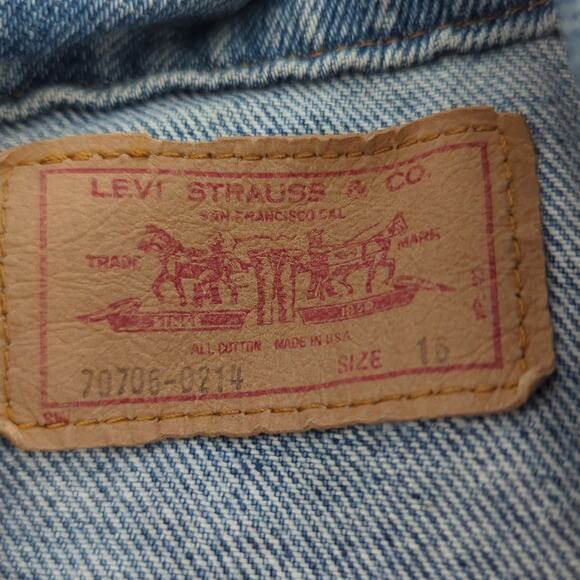 LEVI STRAUSS & CO.
SAN FRANCISCO CAL
TRADE MARK
ALL COTTON MADE IN U.S.A.
70706-0214 SIZE 16